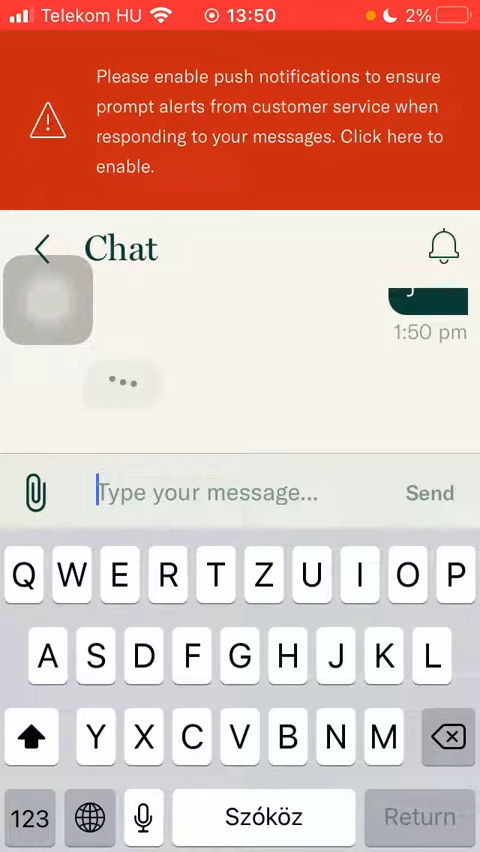 Telekom HU 13:50 2%
Please enable push notifications to ensure
prompt alerts from customer service when
responding to your messages. Click here to
enable.
Chat
1:50 pm
Type your message... Send
Q W E R T Z U I O P
A S D F G H J K L
Y X C V B N M
123 Szóköz Return